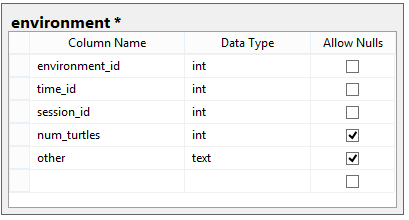 environment *
Column Name Data Type Allow Nulls
environment_id int
time_id int
session_id int
num_turtles int
other text